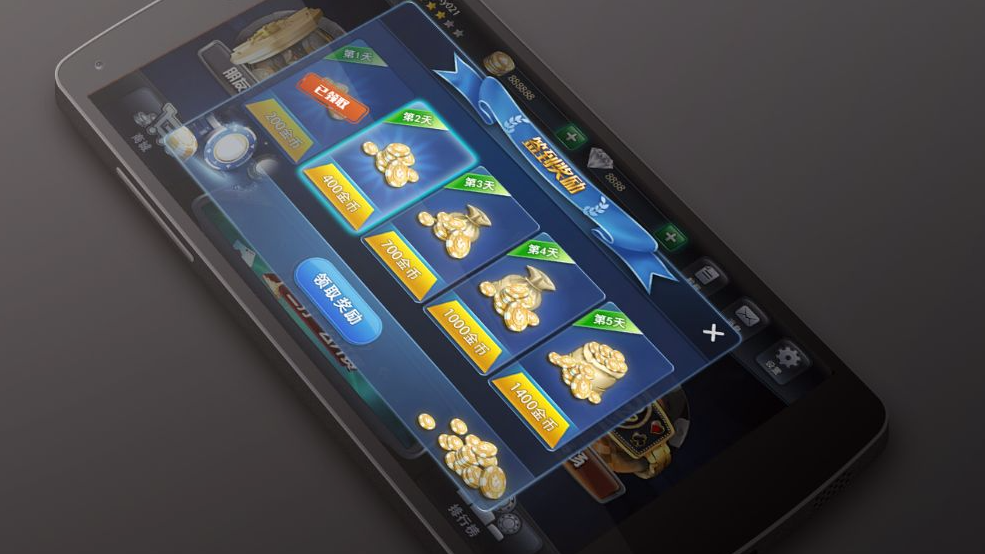 签到奖励
第1天
已领取
200金币
第2天
400金币
第3天
700金币
第4天
1000金币
第5天
1400金币
领取奖励
888888
8888
朋友
商城
设置
排行榜